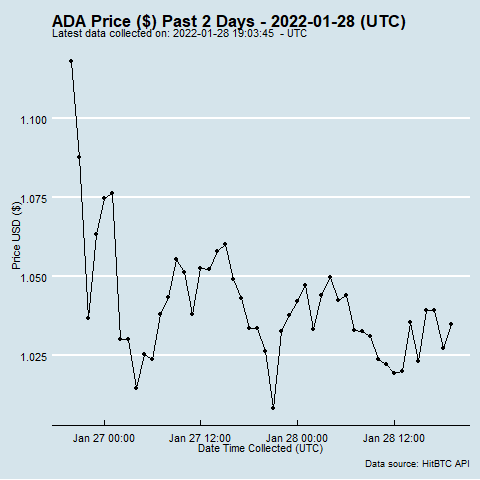 ADA Price ($) Past 2 Days - 2022-01-28 (UTC)
Latest data collected on: 2022-01-28 19:03:45 - UTC
1.100
1.075
1.050
1.025
Price USD ($)
Jan 27 00:00 Jan 27 12:00 Jan 28 00:00 Jan 28 12:00
Date Time Collected (UTC)
Data source: HitBTC API